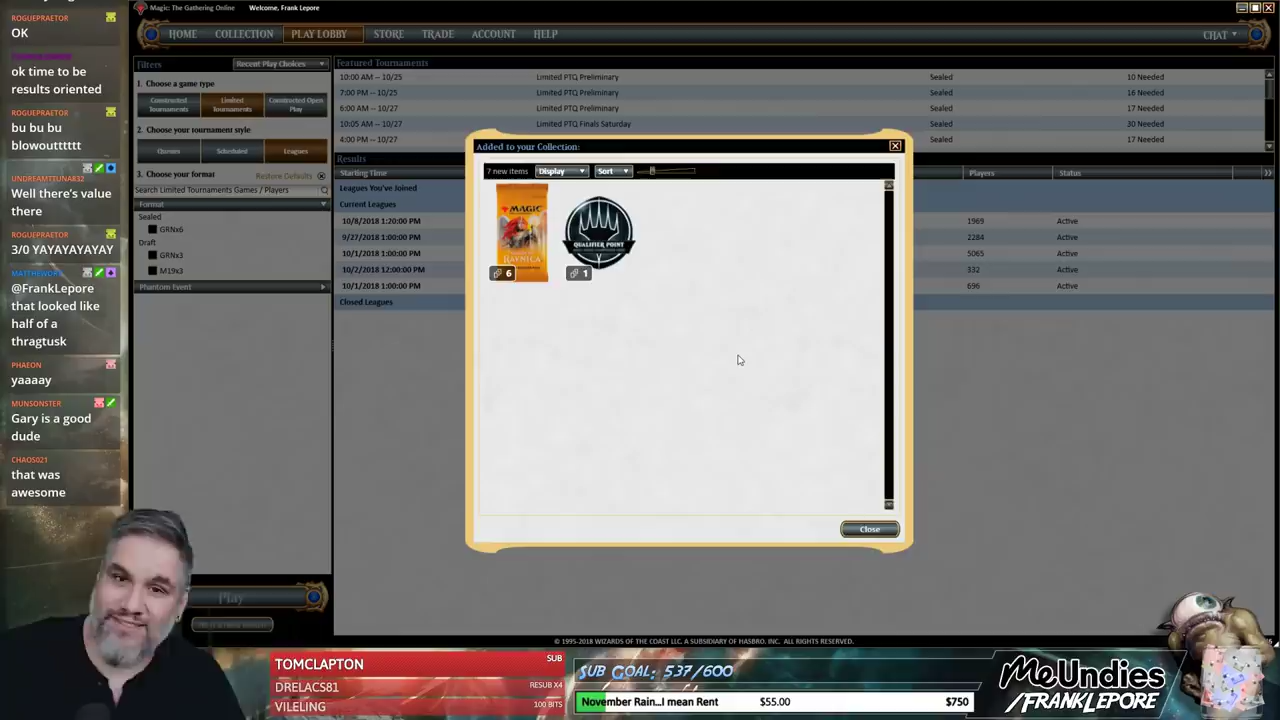 ROGUEPRAETOR
OK
ok time to be
results oriented
ROGUEPRAETOR
bu bu bu
blowouttttt
UNDREAMTTUNA832
Well there's value
there
ROGUEPRAETOR
3/0 YAYAYAYAYAY
MATTHEWOR
@FrankLepore
that looked like
half of a
thragtusk
PHAEON
yaaaay
MUNSONSTER
Gary is a good
dude
CHAOS021
that was
awesome
Magic: The Gathering Online
Welcome, Frank Lepore
HOME
COLLECTION
PLAY LOBBY
STORE
TRADE
ACCOUNT
HELP
CHAT
Filters
Recent Play Choices
1. Choose a game type
Constructed Tournaments
Limited Tournaments
Constructed Open Play
2. Choose your tournament style
Queues
Scheduled
Leagues
3. Choose your format
Restore Defaults
Search Limited Tournaments Games / Players
Format
Sealed
GRNx6
Draft
GRNx3
M19x3
Phantom Event
Play
Featured Tournaments
10:00 AM -- 10/25 Limited PTQ Preliminary Sealed 10 Needed
7:00 PM -- 10/25 Limited PTQ Preliminary Sealed 16 Needed
6:00 AM -- 10/27 Limited PTQ Preliminary Sealed 17 Needed
10:05 AM -- 10/27 Limited PTQ Finals Saturday Sealed 30 Needed
4:00 PM -- 10/27 Sealed 17 Needed
Results
Starting Time Players Status
Leagues You've Joined
Current Leagues
10/8/2018 1:20:00 PM 1969 Active
9/27/2018 1:00:00 PM 2284 Active
10/1/2018 1:00:00 PM 5065 Active
10/2/2018 12:00:00 PM 332 Active
10/1/2018 1:00:00 PM 696 Active
Closed Leagues
Added to your Collection:
7 new items
Display
Sort
MAGIC
RAVNICA
6
QUALIFIER POINT
1
Close
© 1995-2018 WIZARDS OF THE COAST LLC. A SUBSIDIARY OF HASBRO, INC. ALL RIGHTS RESERVED.
TOMCLAPTON SUB
DRELACS81 RESUB X4
VILELING 100 BITS
SUB GOAL: 537/600
November Rain...I mean Rent $55.00 $750
MeUndies
/FRANKLEPORE